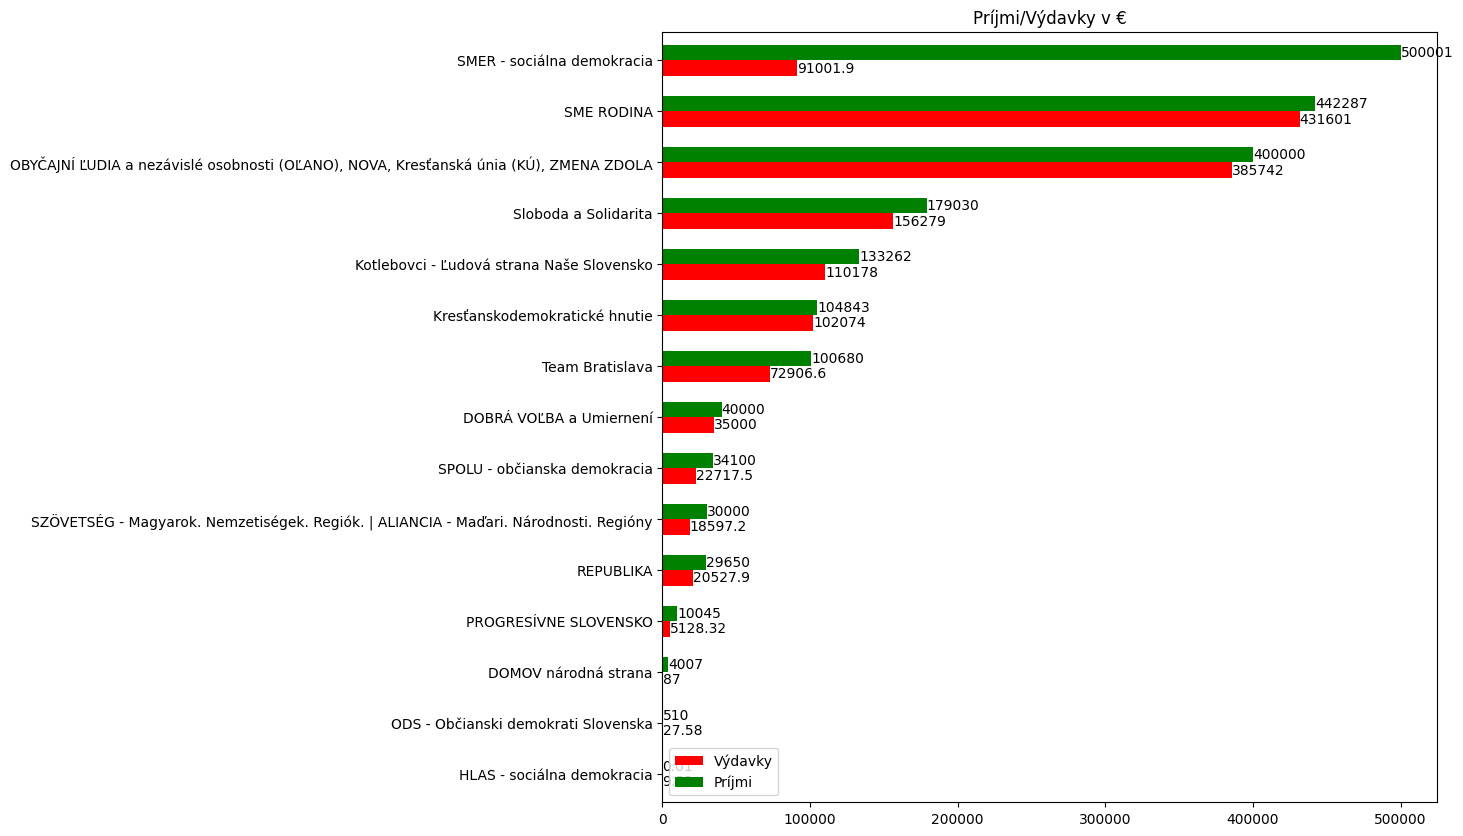 Príjmi/Výdavky v €
SMER - sociálna demokracia
500001
91001.9
SME RODINA
442287
431601
OBYČAJNÍ ĽUDIA a nezávislé osobnosti (OĽANO), NOVA, Kresťanská únia (KÚ), ZMENA ZDOLA
400000
385742
Sloboda a Solidarita
179030
156279
Kotlebovci - Ľudová strana Naše Slovensko
133262
110178
Kresťanskodemokratické hnutie
104843
102074
Team Bratislava
100680
72906.6
DOBRÁ VOĽBA a Umiernení
40000
35000
SPOLU - občianska demokracia
34100
22717.5
SZÖVETSÉG - Magyarok. Nemzetiségek. Regiók. | ALIANCIA - Maďari. Národnosti. Regióny
30000
18597.2
REPUBLIKA
29650
20527.9
PROGRESÍVNE SLOVENSKO
10045
5128.32
DOMOV národná strana
4007
87
ODS - Občianski demokrati Slovenska
510
27.58
HLAS - sociálna demokracia
Výdavky
Príjmi
0 100000 200000 300000 400000 500000